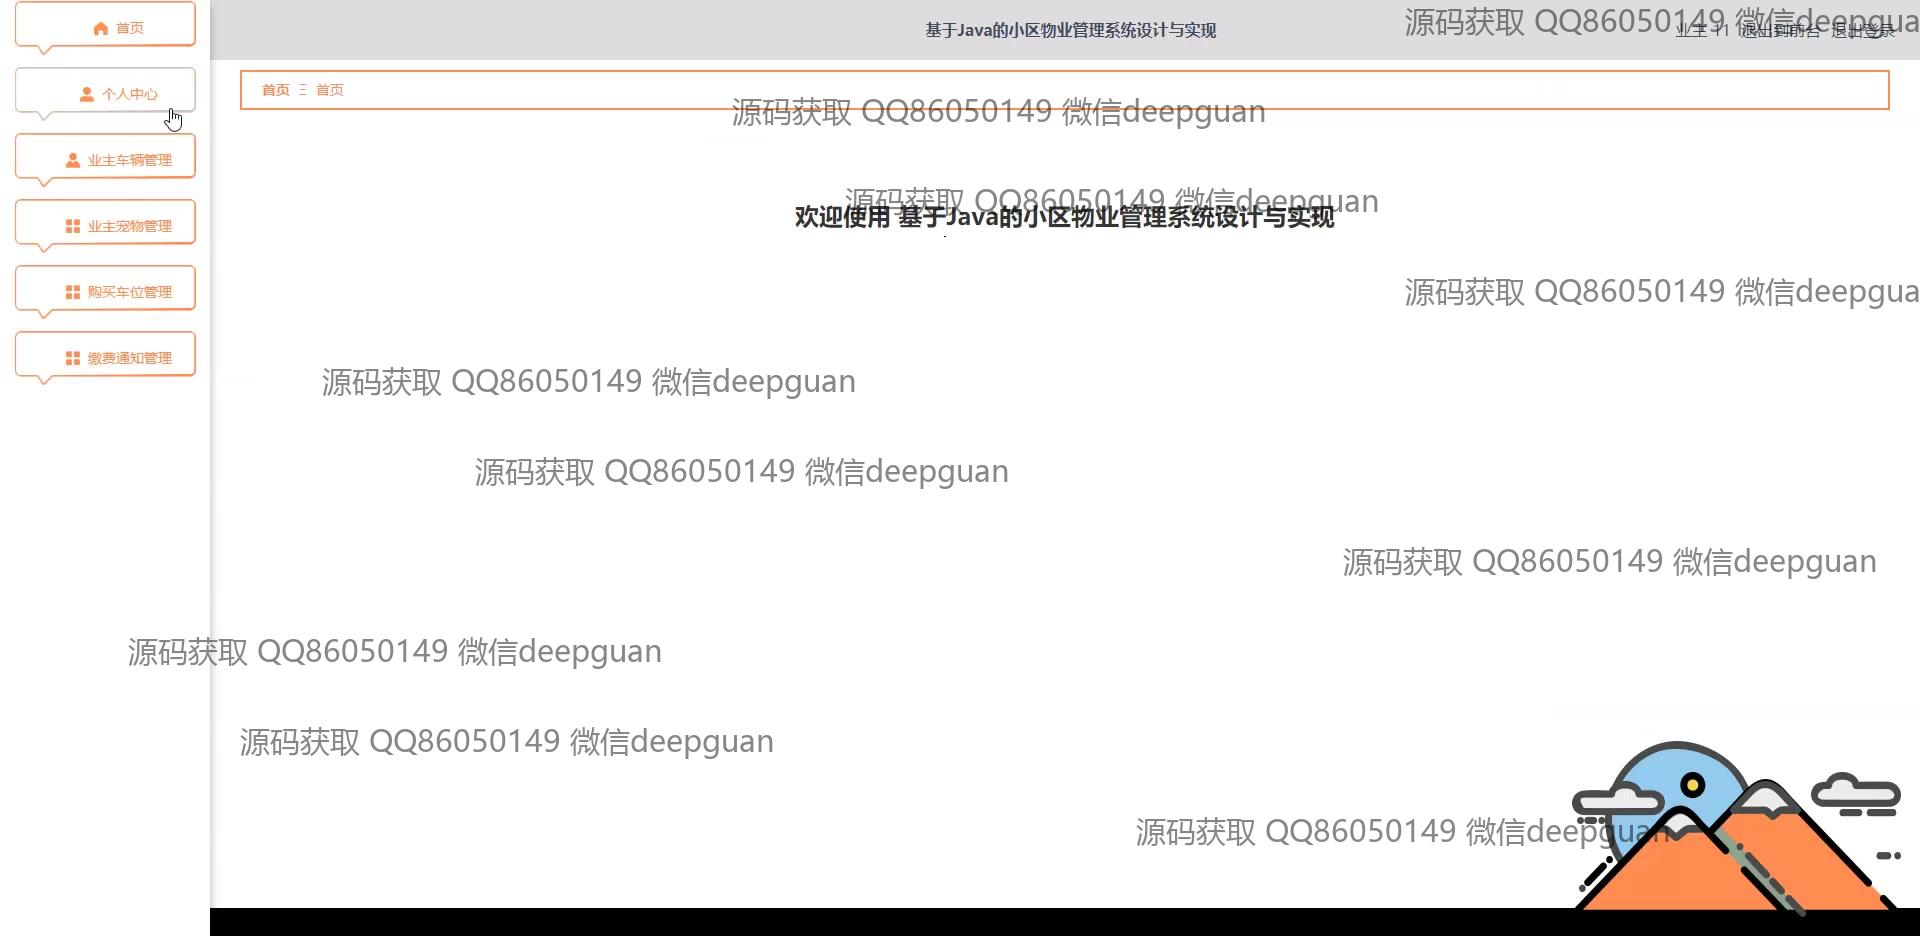 首页
个人中心
业主车辆管理
业主宠物管理
购买车位管理
缴费通知管理
基于Java的小区物业管理系统设计与实现
业主 11 退出到前台 退出登录
源码获取 QQ86050149 微信deepgua
首页 首页
源码获取 QQ86050149 微信deepguan
源码获取 QQ86050149 微信deepguan
欢迎使用 基于Java的小区物业管理系统设计与实现
源码获取 QQ86050149 微信deepgua
源码获取 QQ86050149 微信deepguan
源码获取 QQ86050149 微信deepguan
源码获取 QQ86050149 微信deepguan
源码获取 QQ86050149 微信deepguan
源码获取 QQ86050149 微信deepguan
源码获取 QQ86050149 微信deepguan